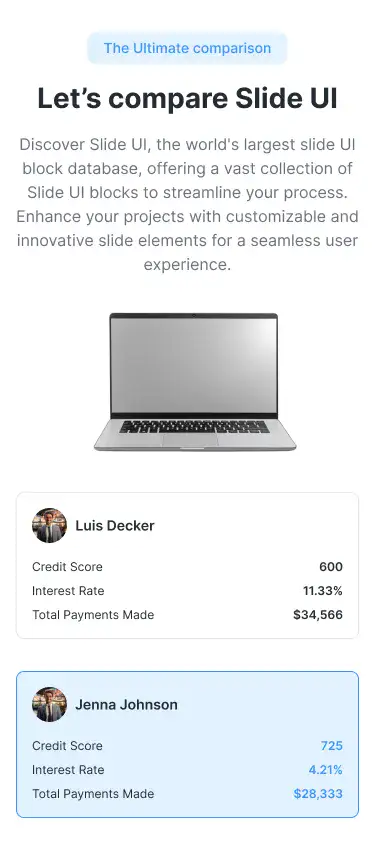 The Ultimate comparison
Let’s compare Slide UI
Discover Slide UI, the world's largest slide UI
block database, offering a vast collection of
Slide UI blocks to streamline your process.
Enhance your projects with customizable and
innovative slide elements for a seamless user
experience.
Luis Decker
Credit Score 600
Interest Rate 11.33%
Total Payments Made $34,566
Jenna Johnson
Credit Score 725
Interest Rate 4.21%
Total Payments Made $28,333